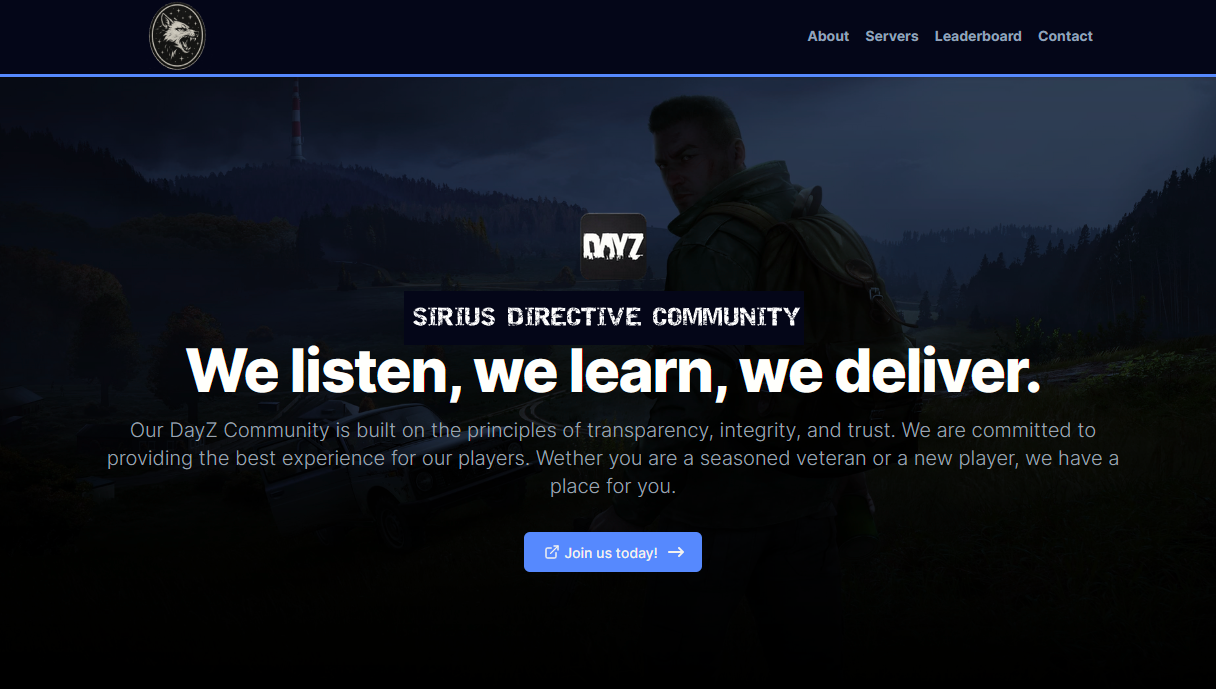 About Servers Leaderboard Contact
DAYZ
SIRIUS DIRECTIVE COMMUNITY
We listen, we learn, we deliver.
Our DayZ Community is built on the principles of transparency, integrity, and trust. We are committed to
providing the best experience for our players. Wether you are a seasoned veteran or a new player, we have a
place for you.
Join us today!